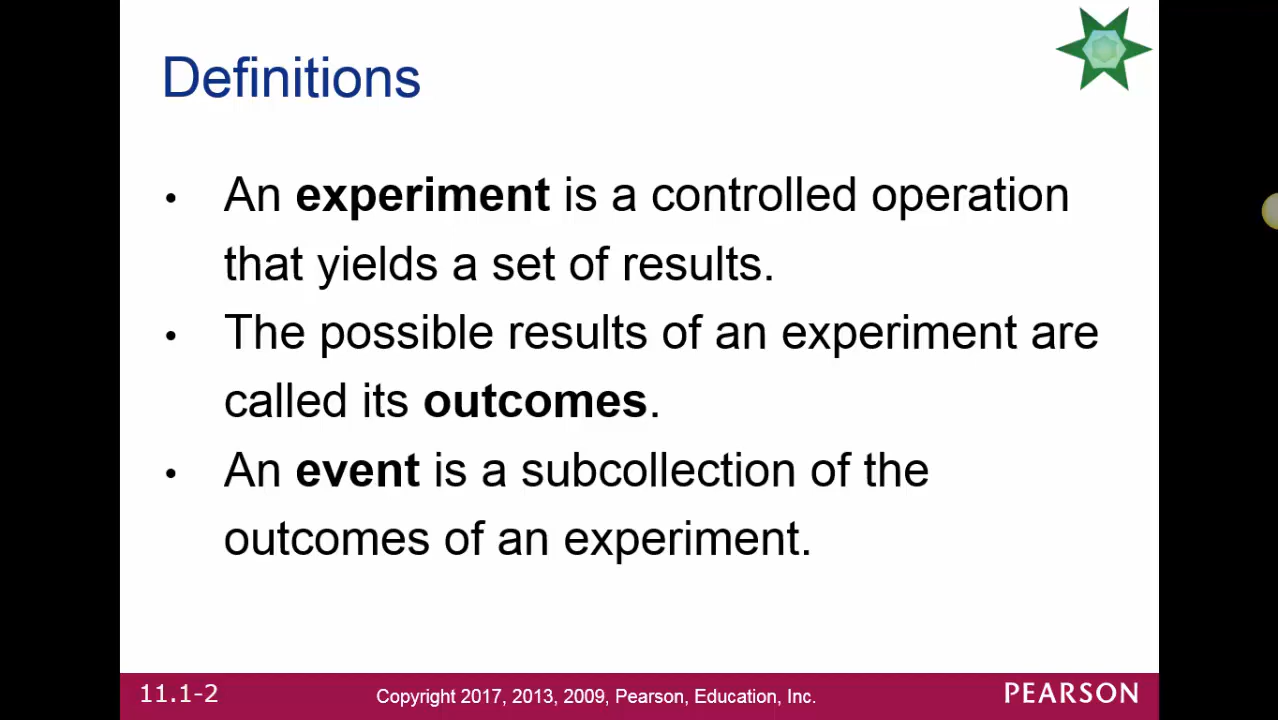 Definitions
• An experiment is a controlled operation
that yields a set of results.
• The possible results of an experiment are
called its outcomes.
• An event is a subcollection of the
outcomes of an experiment.
11.1-2
Copyright 2017, 2013, 2009, Pearson, Education, Inc.
PEARSON